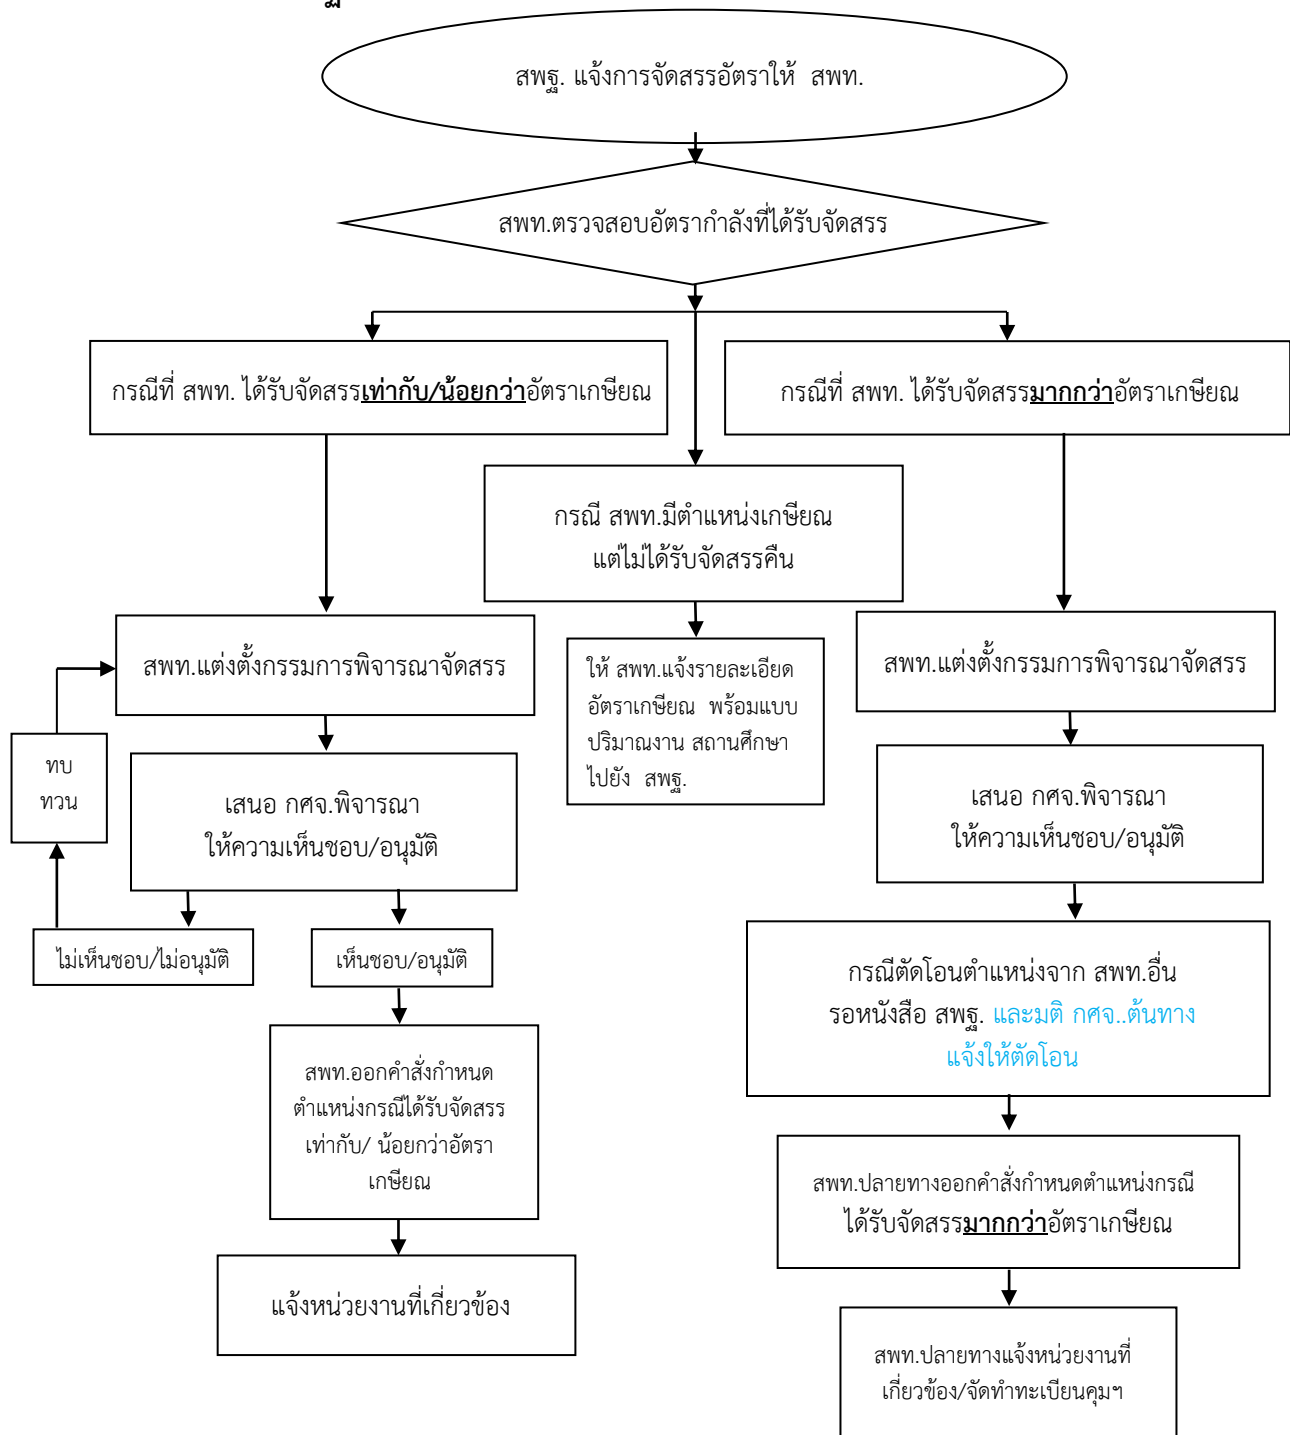 สพฐ. แจ้งการจัดสรรอัตราให้ สพท.
สพท.ตรวจสอบอัตรากำลังที่ได้รับจัดสรร
กรณีที่ สพท. ได้รับจัดสรรเท่ากับ/น้อยกว่าอัตราเกษียณ
กรณีที่ สพท. ได้รับจัดสรรมากกว่าอัตราเกษียณ
กรณี สพท.มีตำแหน่งเกษียณ
แต่ไม่ได้รับจัดสรรคืน
สพท.แต่งตั้งกรรมการพิจารณาจัดสรร
ให้ สพท.แจ้งรายละเอียด
อัตราเกษียณ พร้อมแบบ
ปริมาณงาน สถานศึกษา
ไปยัง สพฐ.
สพท.แต่งตั้งกรรมการพิจารณาจัดสรร
ทบ
ทวน
เสนอ กศจ.พิจารณา
ให้ความเห็นชอบ/อนุมัติ
เสนอ กศจ.พิจารณา
ให้ความเห็นชอบ/อนุมัติ
ไม่เห็นชอบ/ไม่อนุมัติ
เห็นชอบ/อนุมัติ
กรณีตัดโอนตำแหน่งจาก สพท.อื่น
รอหนังสือ สพฐ. และมติ กศจ..ต้นทาง
แจ้งให้ตัดโอน
สพท.ออกคำสั่งกำหนด
ตำแหน่งกรณีได้รับจัดสรร
เท่ากับ/ น้อยกว่าอัตรา
เกษียณ
สพท.ปลายทางออกคำสั่งกำหนดตำแหน่งกรณี
ได้รับจัดสรรมากกว่าอัตราเกษียณ
แจ้งหน่วยงานที่เกี่ยวข้อง
สพท.ปลายทางแจ้งหน่วยงานที่
เกี่ยวข้อง/จัดทำทะเบียนคุมฯ